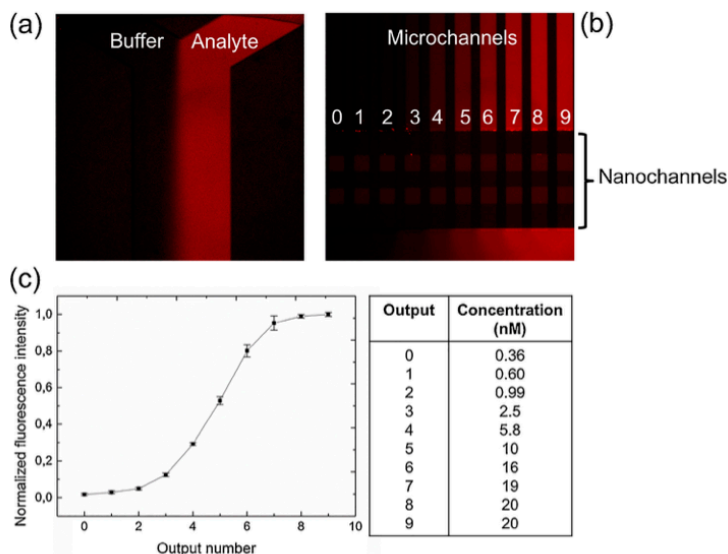 (a)
Buffer Analyte
Microchannels
(b)
0 1 2 3 4 5 6 7 8 9
Nanochannels
(c)
Normalized fluorescence intensity
1,0
0,8
0,6
0,4
0,2
0,0
0 2 4 6 8 10
Output number
Output Concentration
(nM)
0 0.36
1 0.60
2 0.99
3 2.5
4 5.8
5 10
6 16
7 19
8 20
9 20